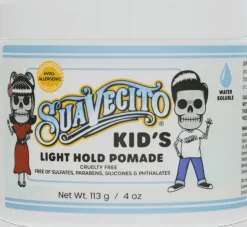 HYPO
ALLERGENIC
SUAVECITO
WATER
SOLUBLE
KID'S
LIGHT HOLD POMADE
CRUELTY FREE
FREE OF SULFATES, PARABENS, SILICONES & PHTHALATES
Net Wt. 113 g / 4 oz